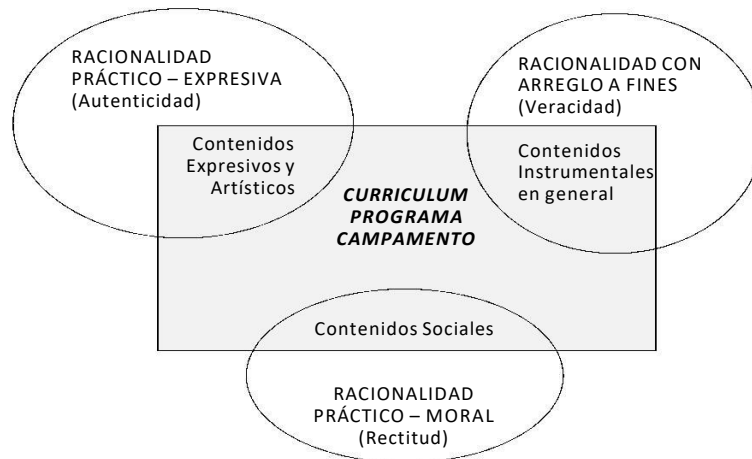 RACIONALIDAD
PRÁCTICO – EXPRESIVA
(Autenticidad)
RACIONALIDAD CON
ARREGLO A FINES
(Veracidad)
Contenidos
Expresivos y
Artísticos
CURRICULUM
PROGRAMA
CAMPAMENTO
Contenidos
Instrumentales
en general
Contenidos Sociales
RACIONALIDAD
PRÁCTICO – MORAL
(Rectitud)